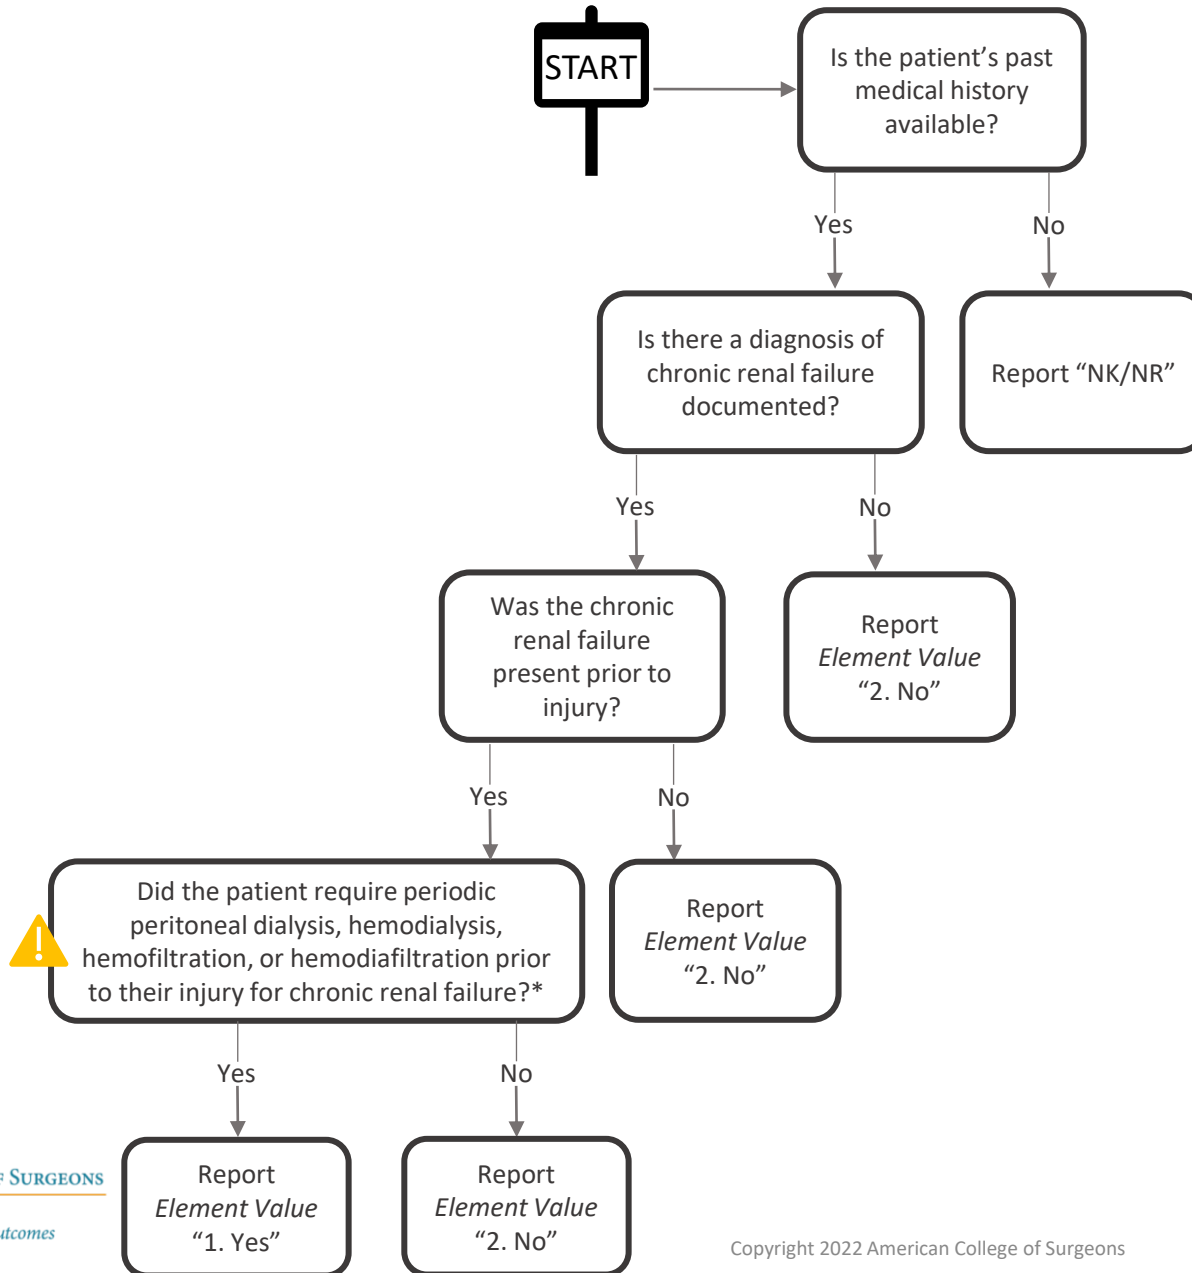 START
Is the patient’s past
medical history
available?
Yes
No
Is there a diagnosis of
chronic renal failure
documented?
Report “NK/NR”
Yes
No
Was the chronic
renal failure
present prior to
injury?
Report
Element Value
“2. No”
Yes
No
Did the patient require periodic
peritoneal dialysis, hemodialysis,
hemofiltration, or hemodiafiltration prior
to their injury for chronic renal failure?*
Report
Element Value
“2. No”
Yes
No
Report
Element Value
“1. Yes”
Report
Element Value
“2. No”
SURGEONS
Copyright 2022 American College of Surgeons